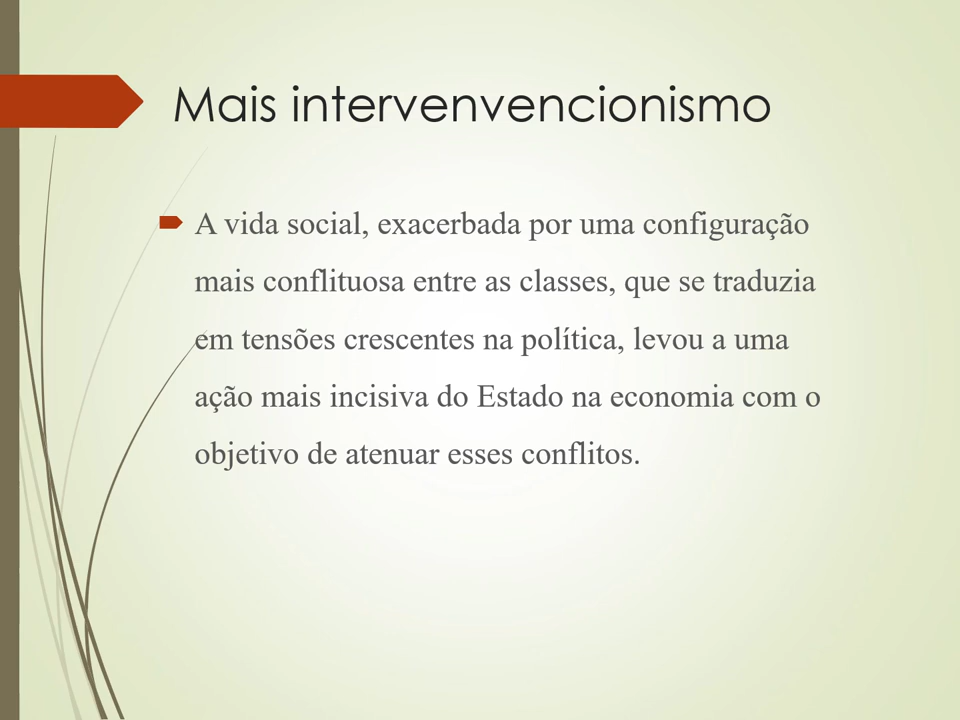 Mais intervenvencionismo
A vida social, exacerbada por uma configuração
mais conflituosa entre as classes, que se traduzia
em tensões crescentes na política, levou a uma
ação mais incisiva do Estado na economia com o
objetivo de atenuar esses conflitos.